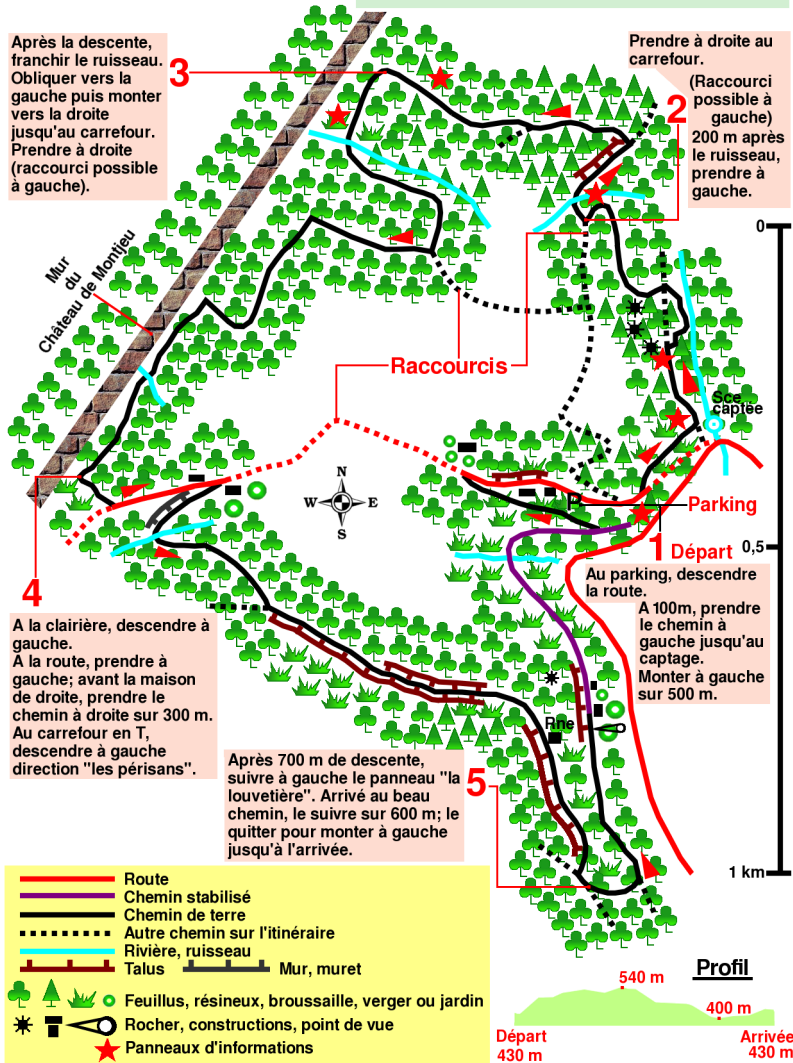 Après la descente,
franchir le ruisseau.
Obliquer vers la
gauche puis monter
vers la droite
jusqu'au carrefour.
Prendre à droite
(raccourci possible
à gauche).
3
Prendre à droite au
carrefour.
(Raccourci
possible à
gauche)
200 m après
le ruisseau,
prendre à
gauche.
2
0
Mur
du
Château de Montjeu
Raccourcis
Sce
captée
N
W E
S
P
Parking
1 Départ
0,5
Au parking, descendre
la route.
A 100m, prendre
le chemin à
gauche jusqu'au
captage.
Monter à gauche
sur 500 m.
4
A la clairière, descendre à
gauche.
A la route, prendre à
gauche; avant la maison
de droite, prendre le
chemin à droite sur 300 m.
Au carrefour en T,
descendre à gauche
direction "les périsans".
Rne
Après 700 m de descente,
suivre à gauche le panneau "la
louvetière". Arrivé au beau
chemin, le suivre sur 600 m; le
quitter pour monter à gauche
jusqu'à l'arrivée.
5
1 km
Route
Chemin stabilisé
Chemin de terre
Autre chemin sur l'itinéraire
Rivière, ruisseau
Talus
Mur, muret
Feuillus, résineux, broussaille, verger ou jardin
Rocher, constructions, point de vue
Panneaux d'informations
Profil
540 m
400 m
Départ
430 m
Arrivée
430 m